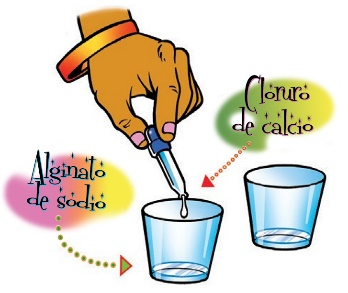 Cloruro
de calcio
Alginato
de sodio